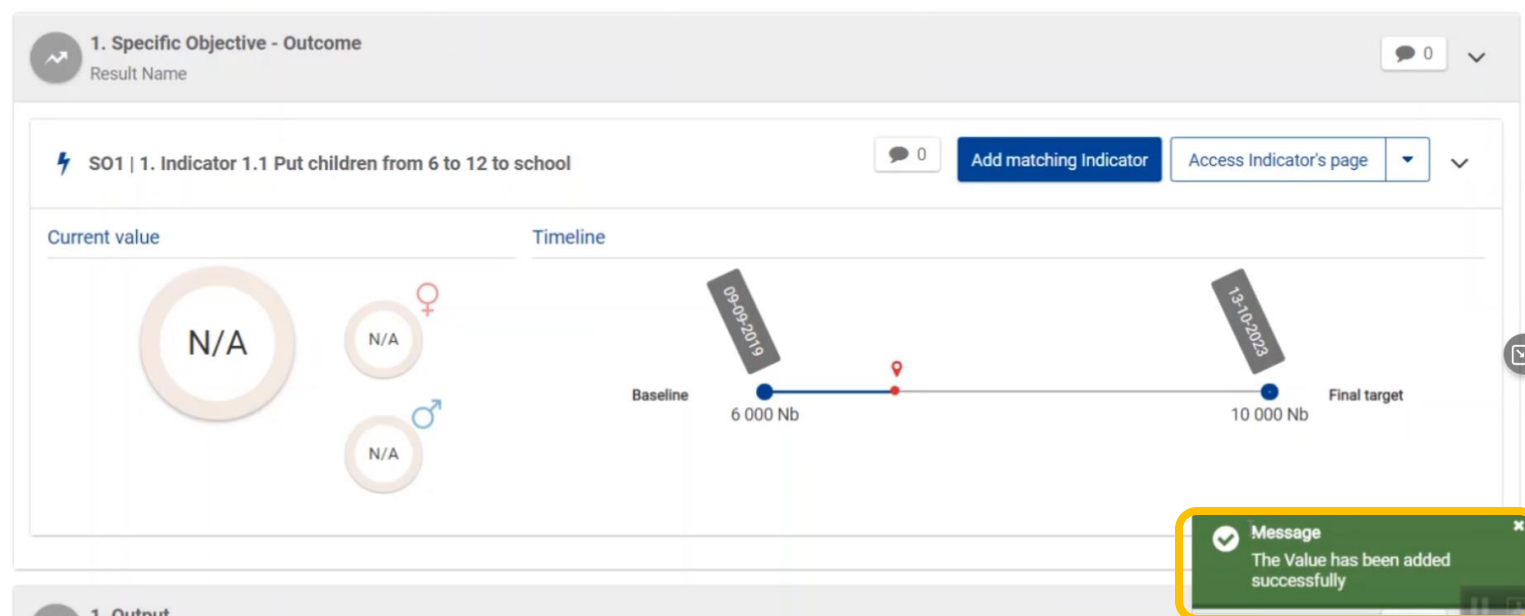 1. Specific Objective - Outcome
Result Name
0
SO1 | 1. Indicator 1.1 Put children from 6 to 12 to school
0
Add matching Indicator
Access Indicator's page
Current value
Timeline
N/A
N/A
N/A
09-09-2019
13-10-2023
Baseline
6 000 Nb
10 000 Nb
Final target
Message
The Value has been added
successfully
1. Output